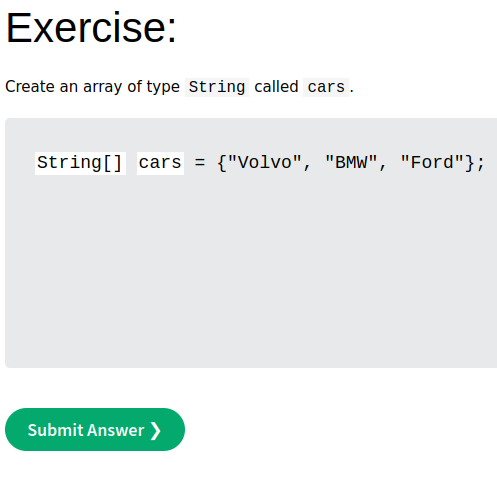 Exercise:
Create an array of type String called cars.
String[] cars = {"Volvo", "BMW", "Ford"};
Submit Answer ❯